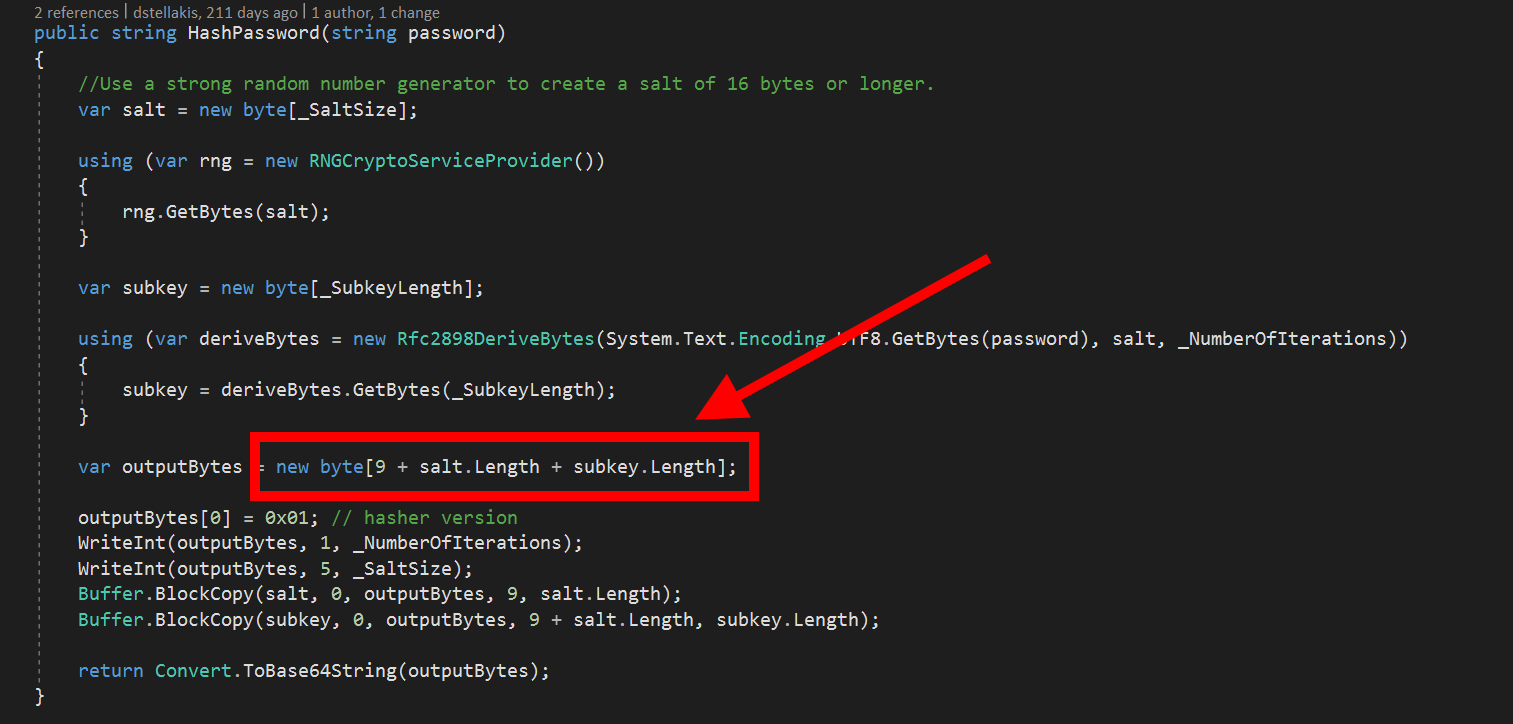 2 references | dstellakis, 211 days ago | 1 author, 1 change
public string HashPassword(string password)
{
//Use a strong random number generator to create a salt of 16 bytes or longer.
var salt = new byte[_SaltSize];
using (var rng = new RNGCryptoServiceProvider())
{
rng.GetBytes(salt);
}
var subkey = new byte[_SubkeyLength];
using (var deriveBytes = new Rfc2898DeriveBytes(System.Text.Encoding.UTF8.GetBytes(password), salt, _NumberOfIterations))
{
subkey = deriveBytes.GetBytes(_SubkeyLength);
}
var outputBytes = new byte[9 + salt.Length + subkey.Length];
outputBytes[0] = 0x01; // hasher version
WriteInt(outputBytes, 1, _NumberOfIterations);
WriteInt(outputBytes, 5, _SaltSize);
Buffer.BlockCopy(salt, 0, outputBytes, 9, salt.Length);
Buffer.BlockCopy(subkey, 0, outputBytes, 9 + salt.Length, subkey.Length);
return Convert.ToBase64String(outputBytes);
}